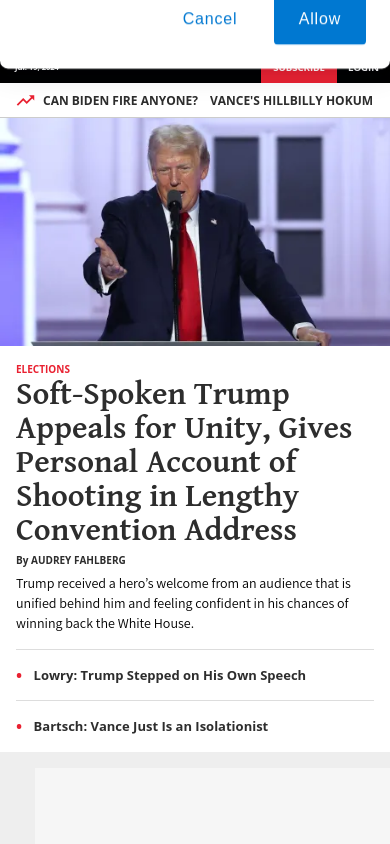 Cancel Allow
SUBSCRIBE LOGIN
CAN BIDEN FIRE ANYONE? VANCE'S HILLBILLY HOKUM
ELECTIONS
Soft-Spoken Trump
Appeals for Unity, Gives
Personal Account of
Shooting in Lengthy
Convention Address
By AUDREY FAHLBERG
Trump received a hero’s welcome from an audience that is
unified behind him and feeling confident in his chances of
winning back the White House.
• Lowry: Trump Stepped on His Own Speech
• Bartsch: Vance Just Is an Isolationist